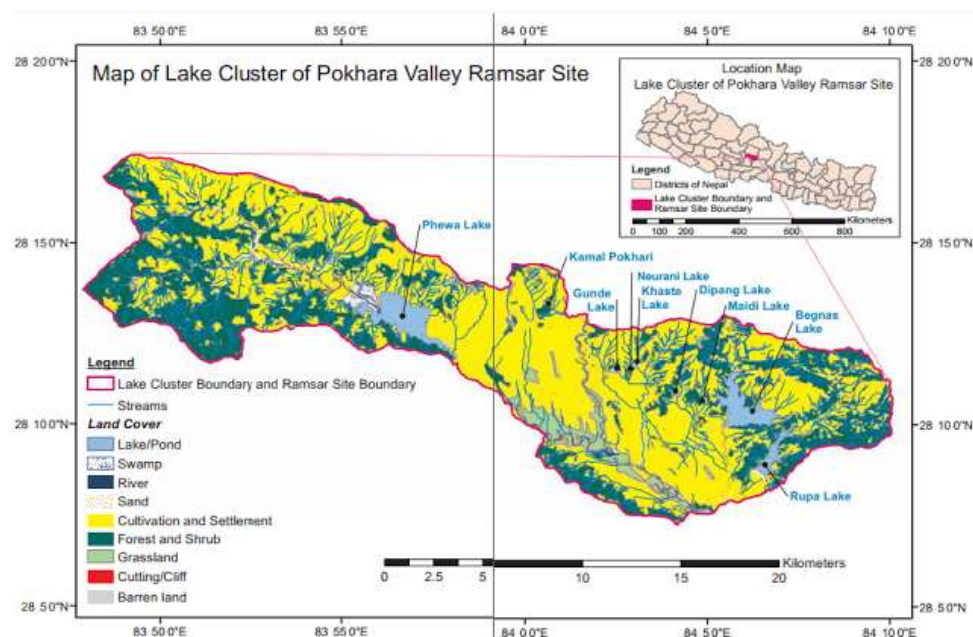 83 50'0"E 83 55'0"E 84 0'0"E 84 5'0"E 84 10'0"E
28 20'0"N 28 20'0"N
Map of Lake Cluster of Pokhara Valley Ramsar Site
Location Map
Lake Cluster of Pokhara Valley Ramsar Site
Legend
Districts of Nepal
Lake Cluster Boundary and
Ramsar Site Boundary
Kilometers
0 100 200 400 600 800
28 15'0"N 28 15'0"N
Phewa Lake
Kamal Pokhari
Neurani Lake
Gunde
Lake
Khaste
Lake
Dipang Lake
Maidi Lake
Begnas
Lake
Rupa Lake
Legend
Lake Cluster Boundary and Ramsar Site Boundary
Streams
28 10'0"N 28 10'0"N
Land Cover
Lake/Pond
Swamp
River
Sand
Cultivation and Settlement
Forest and Shrub
Grassland
Cutting/Cliff
Barren land
Kilometers
0 2.5 5 10 15 20
28 5'0"N 28 5'0"N
83 50'0"E 83 55'0"E 84 0'0"E 84 5'0"E 84 10'0"E